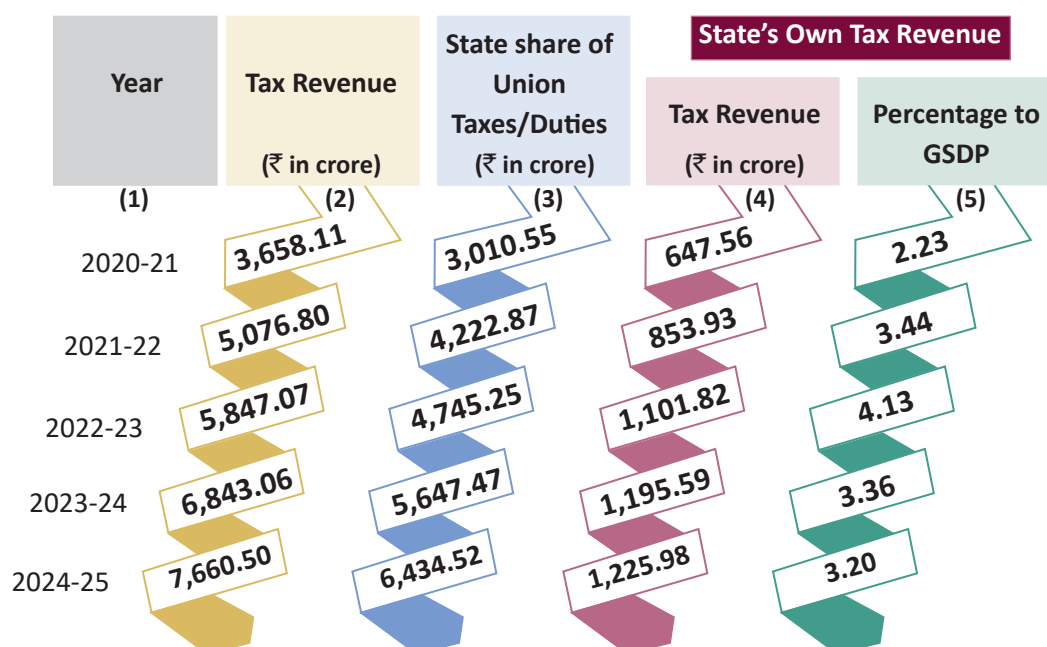 State's Own Tax Revenue
Year
Tax Revenue
(₹ in crore)
State share of
Union
Taxes/Duties
(₹ in crore)
Tax Revenue
(₹ in crore)
Percentage to
GSDP
(1) (2) (3) (4) (5)
2020-21 3,658.11 3,010.55 647.56 2.23
2021-22 5,076.80 4,222.87 853.93 3.44
2022-23 5,847.07 4,745.25 1,101.82 4.13
2023-24 6,843.06 5,647.47 1,195.59 3.36
2024-25 7,660.50 6,434.52 1,225.98 3.20